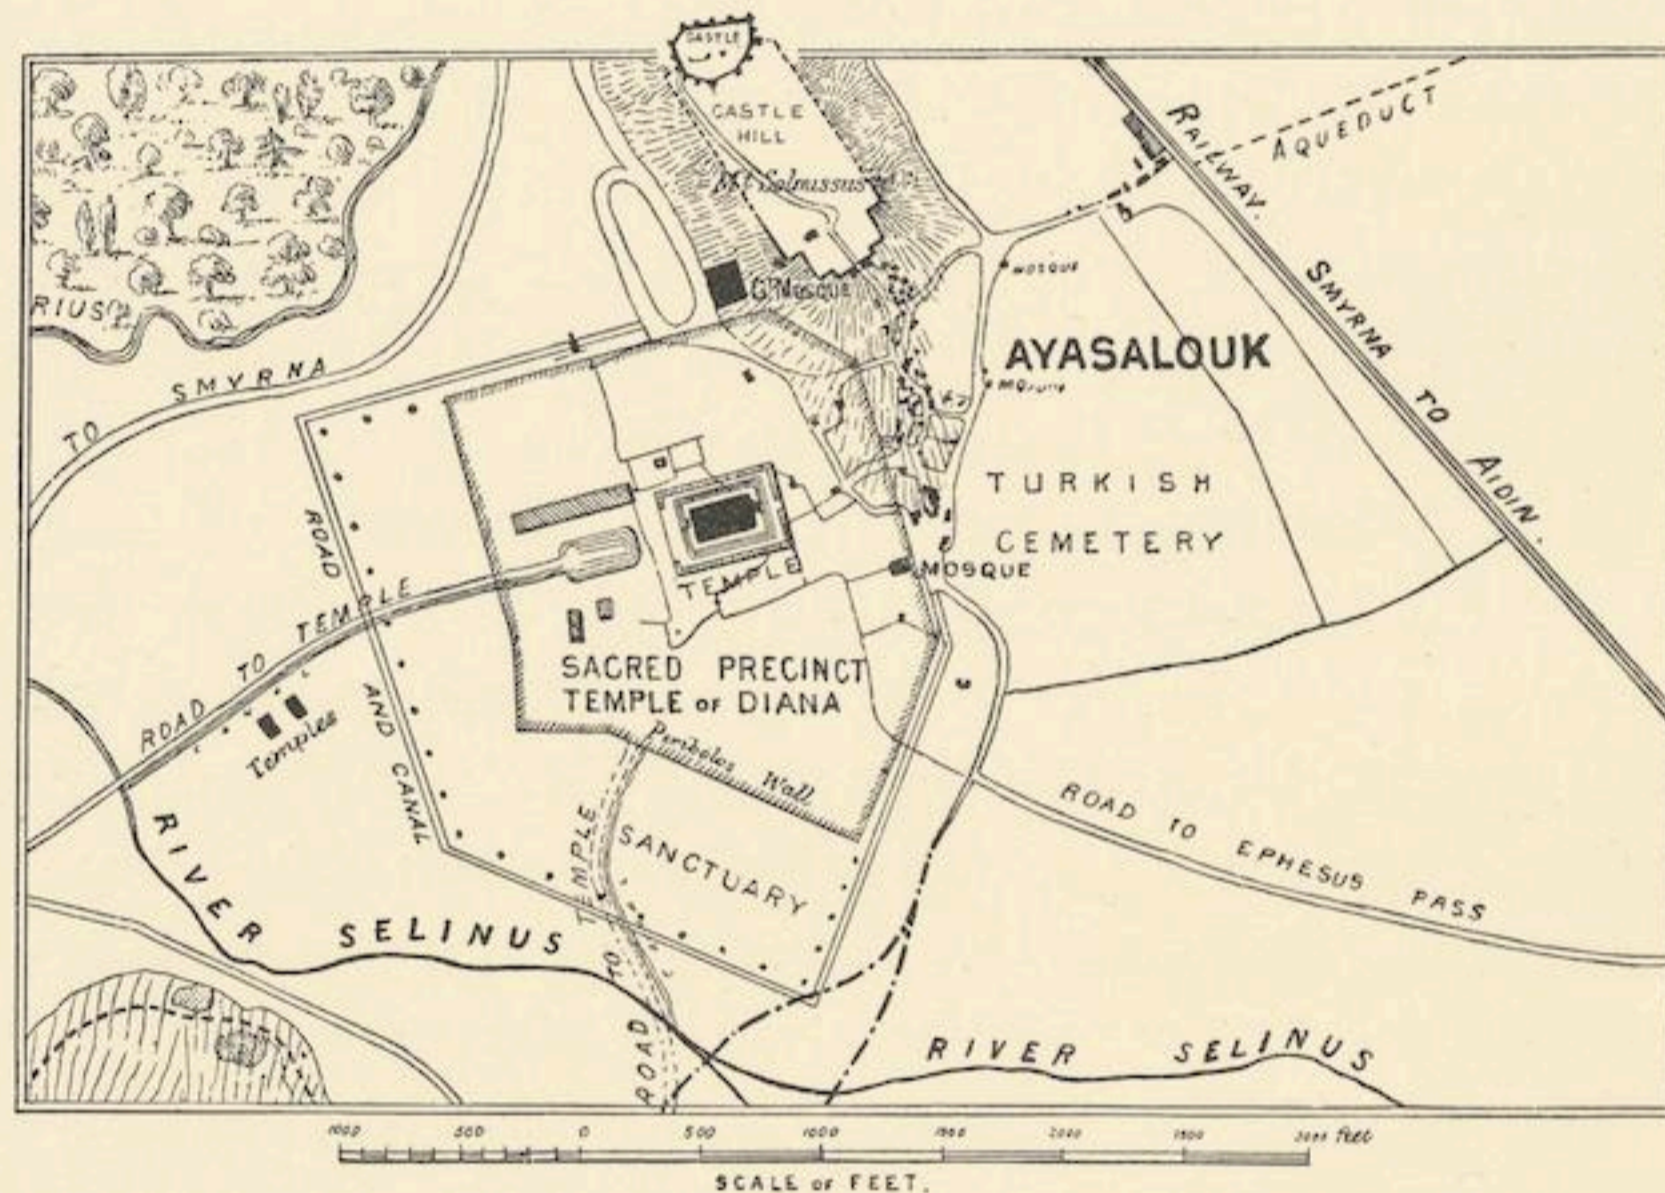 CASTLE
CASTLE
HILL
Mt Solmissus
RAILWAY.
AQUEDUCT
SMYRNA
TO
AIDIN.
RIUS
TO SMYRNA
Gt Mosque
MOSQUE
AYASALOUK
TURKISH
CEMETERY
MOSQUE
TEMPLE
ROAD
AND
CANAL
ROAD TO TEMPLE
Temples
SACRED PRECINCT
TEMPLE OF DIANA
Peribolos Wall
SANCTUARY
ROAD TO TEMPLE
ROAD TO EPHESUS PASS
RIVER SELINUS
RIVER SELINUS
1000 500 0 500 1000 1500 2000 3000 feet
SCALE OF FEET.